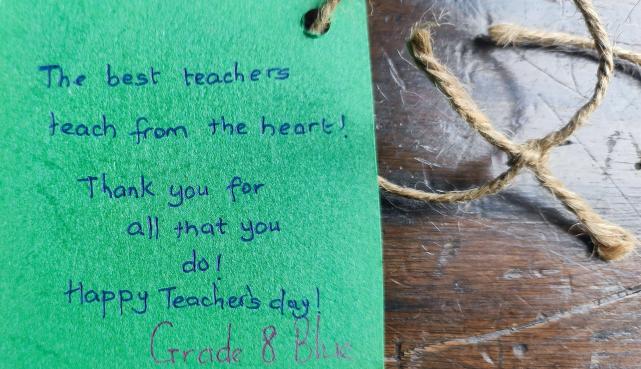 The best teachers
teach from the heart!
Thank you for
all that you
do!
Happy Teacher's day!
Grade 8 Blue